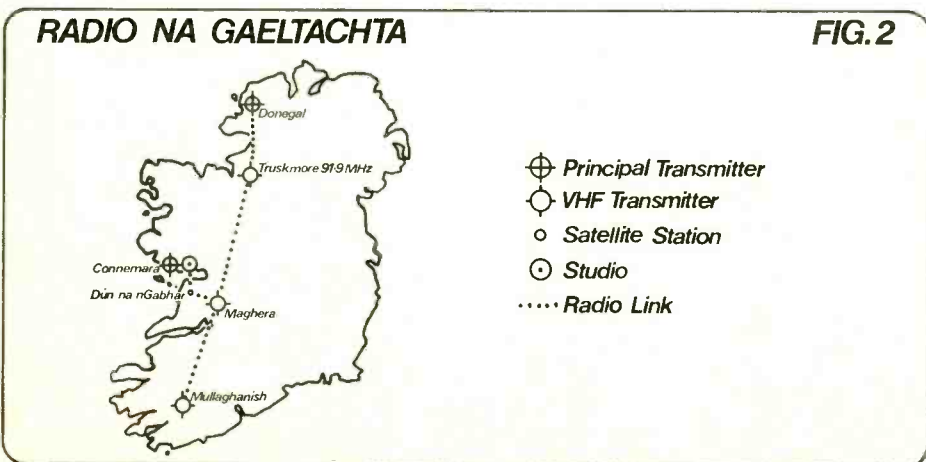 RADIO NA GAELTACHTA
FIG.2
Donegal
Truskmore 91·9 MHz
Connemara
Dún na nGabhar
Maghera
Mullaghanish
Principal Transmitter
VHF Transmitter
Satellite Station
Studio
Radio Link